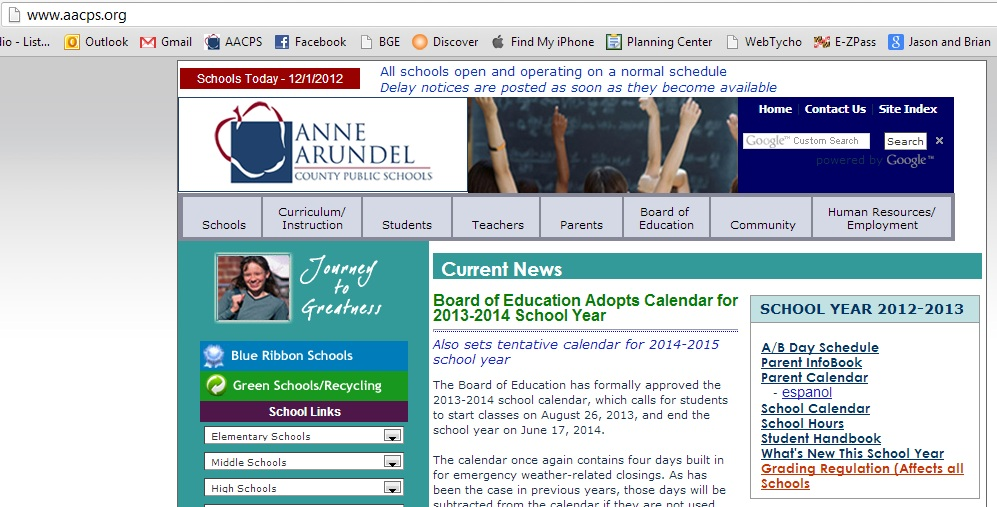 www.aacps.org
lio - List...
Outlook
Gmail
AACPS
Facebook
BGE
Discover
Find My iPhone
Planning Center
WebTycho
E-ZPass
Jason and Brian
Schools Today - 12/1/2012
All schools open and operating on a normal schedule
Delay notices are posted as soon as they become available
ANNE
ARUNDEL
COUNTY PUBLIC SCHOOLS
Home | Contact Us | Site Index
Google™ Custom Search
Search
powered by Google™
Schools
Curriculum/
Instruction
Students
Teachers
Parents
Board of
Education
Community
Human Resources/
Employment
Journey
to
Greatness
Blue Ribbon Schools
Green Schools/Recycling
School Links
Elementary Schools
Middle Schools
High Schools
Current News
Board of Education Adopts Calendar for
2013-2014 School Year
Also sets tentative calendar for 2014-2015
school year
The Board of Education has formally approved the
2013-2014 school calendar, which calls for students
to start classes on August 26, 2013, and end the
school year on June 17, 2014.
The calendar once again contains four days built in
for emergency weather-related closings. As has
been the case in previous years, those days will be
subtracted from the calendar if they are not used
SCHOOL YEAR 2012-2013
A/B Day Schedule
Parent InfoBook
Parent Calendar
- espanol
School Calendar
School Hours
Student Handbook
What's New This School Year
Grading Regulation (Affects all
Schools